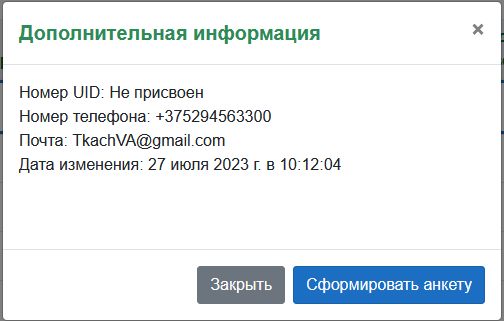 Дополнительная информация
×
Номер UID: Не присвоен
Номер телефона: +375294563300
Почта: TkachVA@gmail.com
Дата изменения: 27 июля 2023 г. в 10:12:04
Закрыть
Сформировать анкету